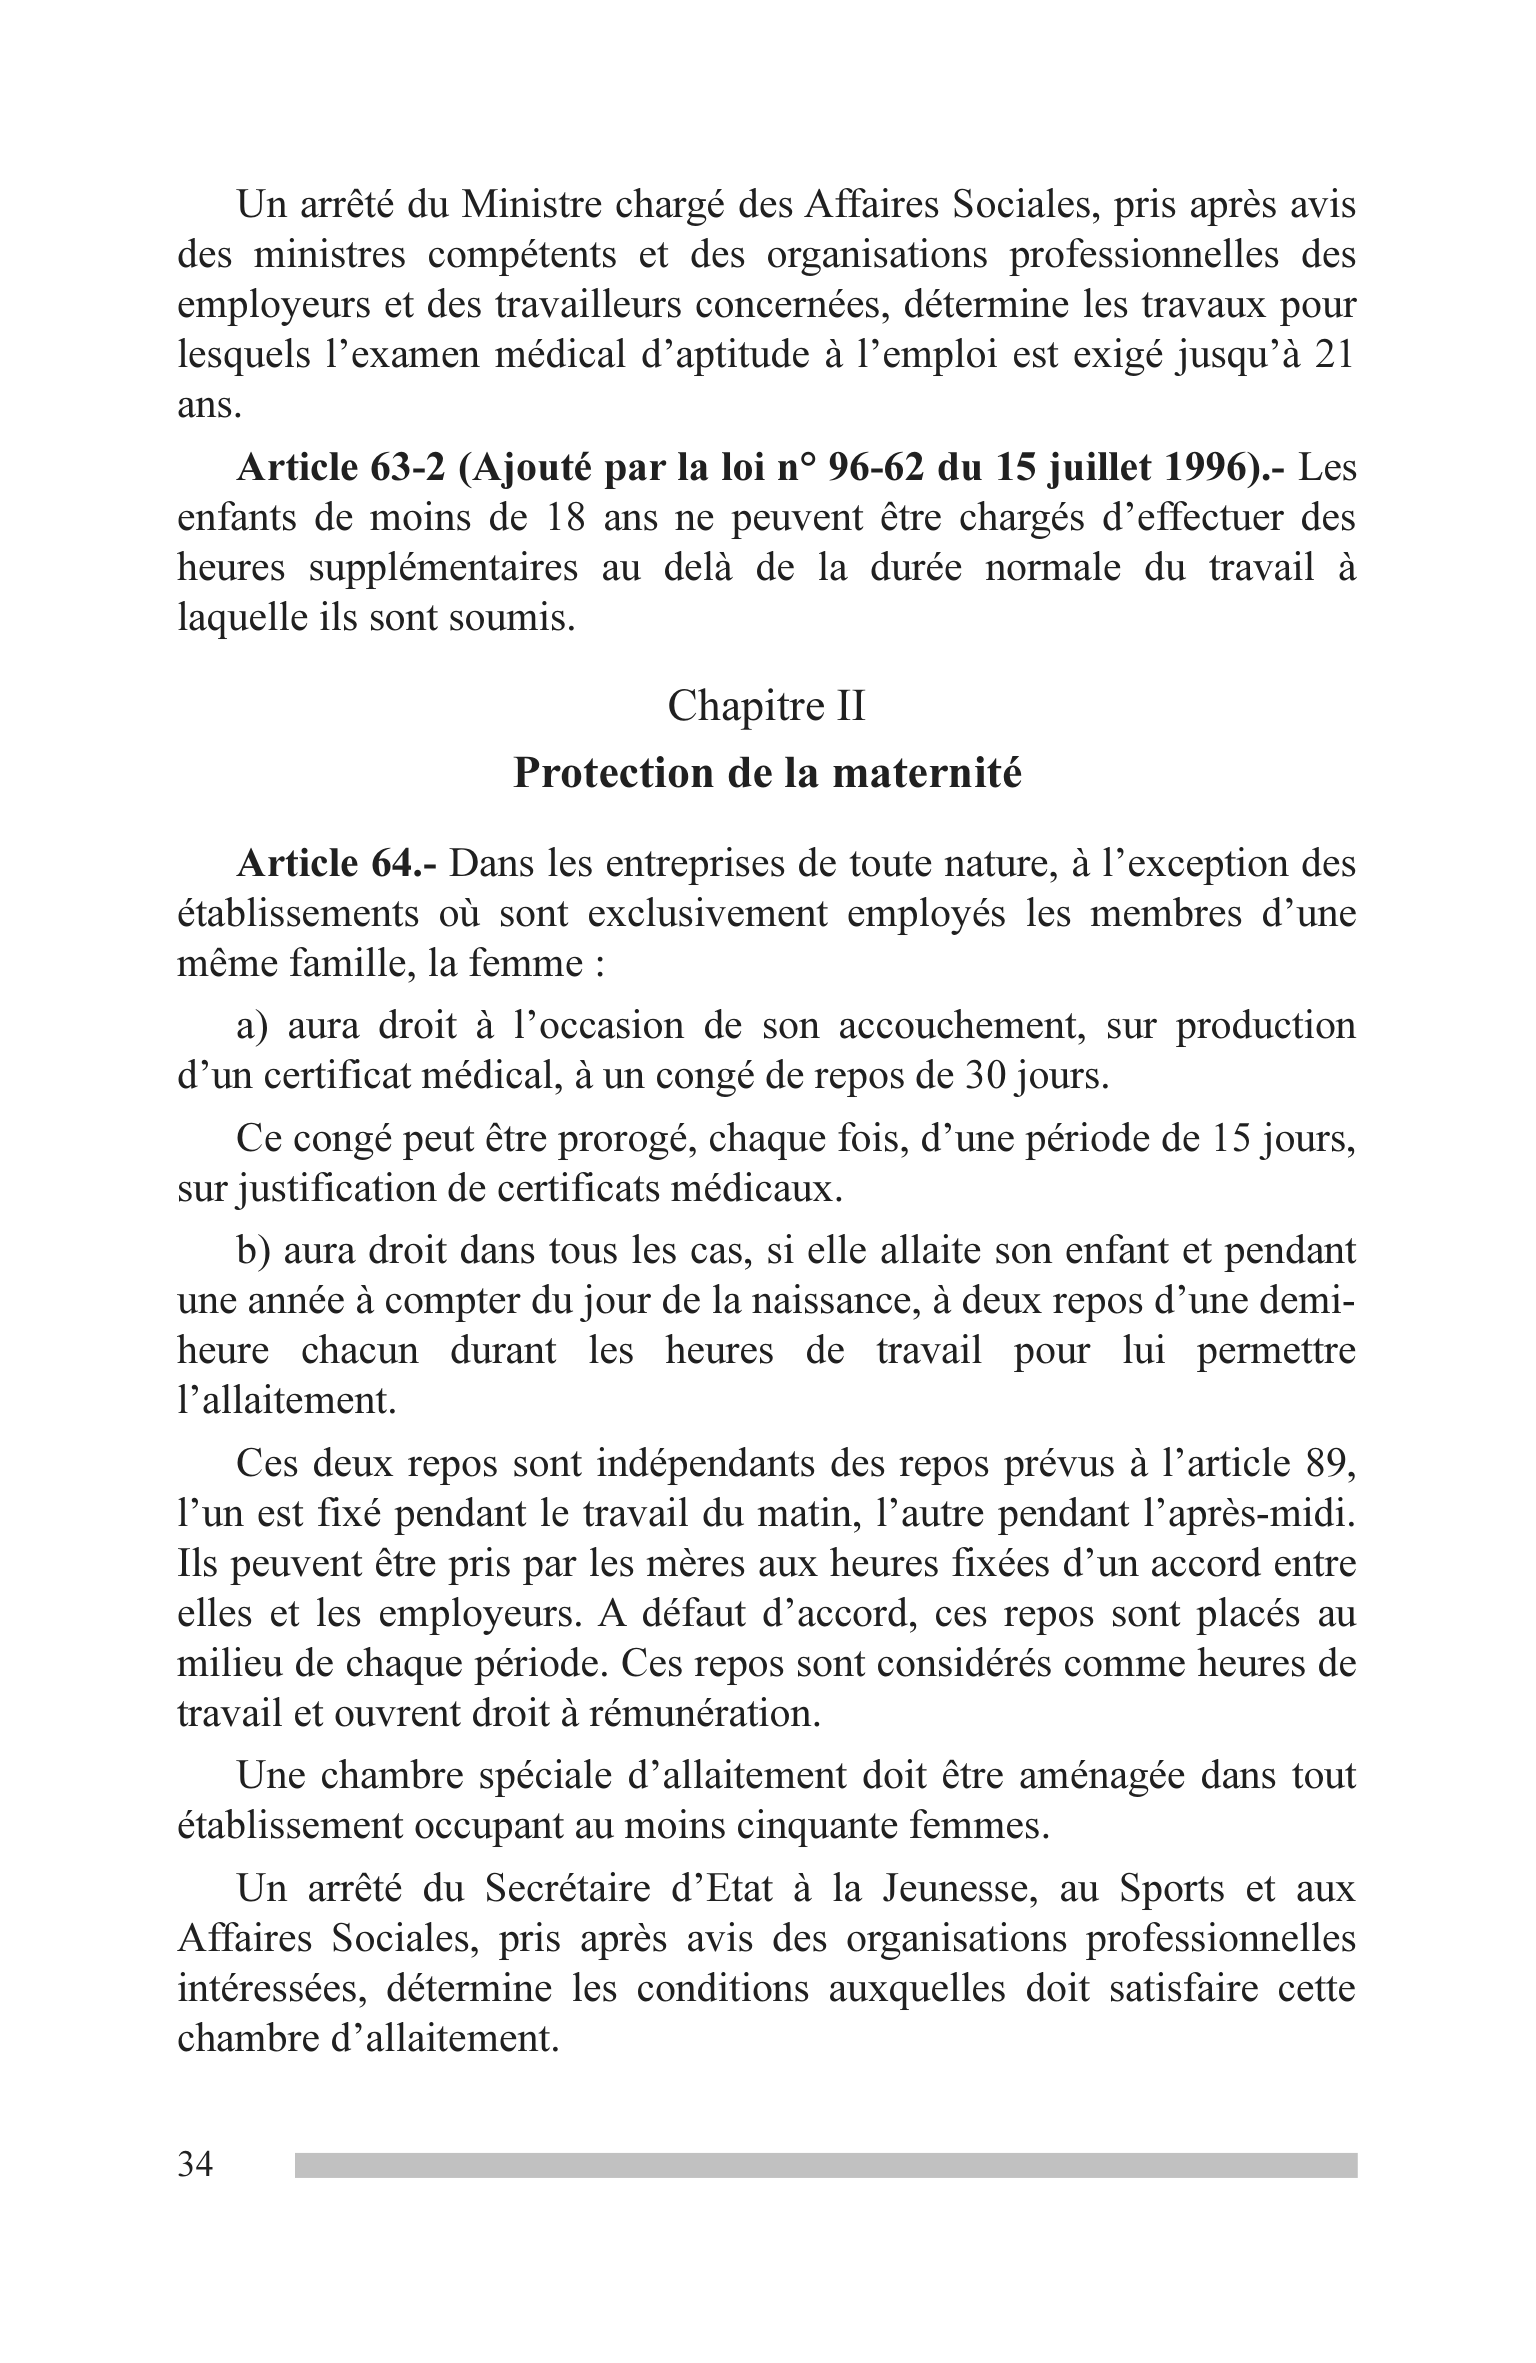 Un arrêté du Ministre chargé des Affaires Sociales, pris après avis
des ministres compétents et des organisations professionnelles des
employeurs et des travailleurs concernées, détermine les travaux pour
lesquels l’examen médical d’aptitude à l’emploi est exigé jusqu’à 21
ans.
Article 63-2 (Ajouté par la loi n° 96-62 du 15 juillet 1996).- Les
enfants de moins de 18 ans ne peuvent être chargés d’effectuer des
heures supplémentaires au delà de la durée normale du travail à
laquelle ils sont soumis.
Chapitre II
Protection de la maternité
Article 64.- Dans les entreprises de toute nature, à l’exception des
établissements où sont exclusivement employés les membres d’une
même famille, la femme :
a) aura droit à l’occasion de son accouchement, sur production
d’un certificat médical, à un congé de repos de 30 jours.
Ce congé peut être prorogé, chaque fois, d’une période de 15 jours,
sur justification de certificats médicaux.
b) aura droit dans tous les cas, si elle allaite son enfant et pendant
une année à compter du jour de la naissance, à deux repos d’une demi-
heure chacun durant les heures de travail pour lui permettre
l’allaitement.
Ces deux repos sont indépendants des repos prévus à l’article 89,
l’un est fixé pendant le travail du matin, l’autre pendant l’après-midi.
Ils peuvent être pris par les mères aux heures fixées d’un accord entre
elles et les employeurs. A défaut d’accord, ces repos sont placés au
milieu de chaque période. Ces repos sont considérés comme heures de
travail et ouvrent droit à rémunération.
Une chambre spéciale d’allaitement doit être aménagée dans tout
établissement occupant au moins cinquante femmes.
Un arrêté du Secrétaire d’Etat à la Jeunesse, au Sports et aux
Affaires Sociales, pris après avis des organisations professionnelles
intéressées, détermine les conditions auxquelles doit satisfaire cette
chambre d’allaitement.
34